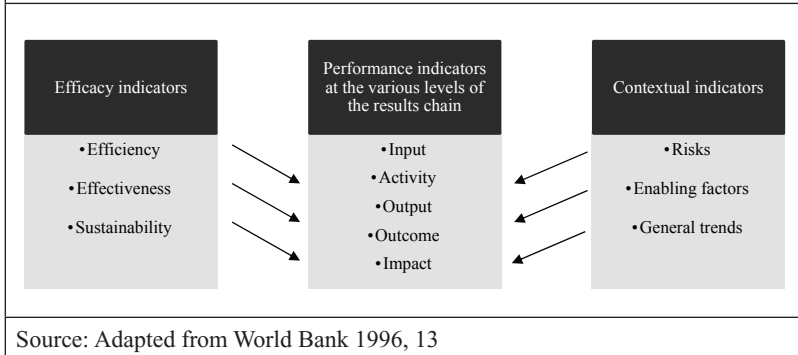 Efficacy indicators
•Efficiency
•Effectiveness
•Sustainability
Performance indicators
at the various levels of
the results chain
•Input
•Activity
•Output
•Outcome
•Impact
Contextual indicators
•Risks
•Enabling factors
•General trends
Source: Adapted from World Bank 1996, 13